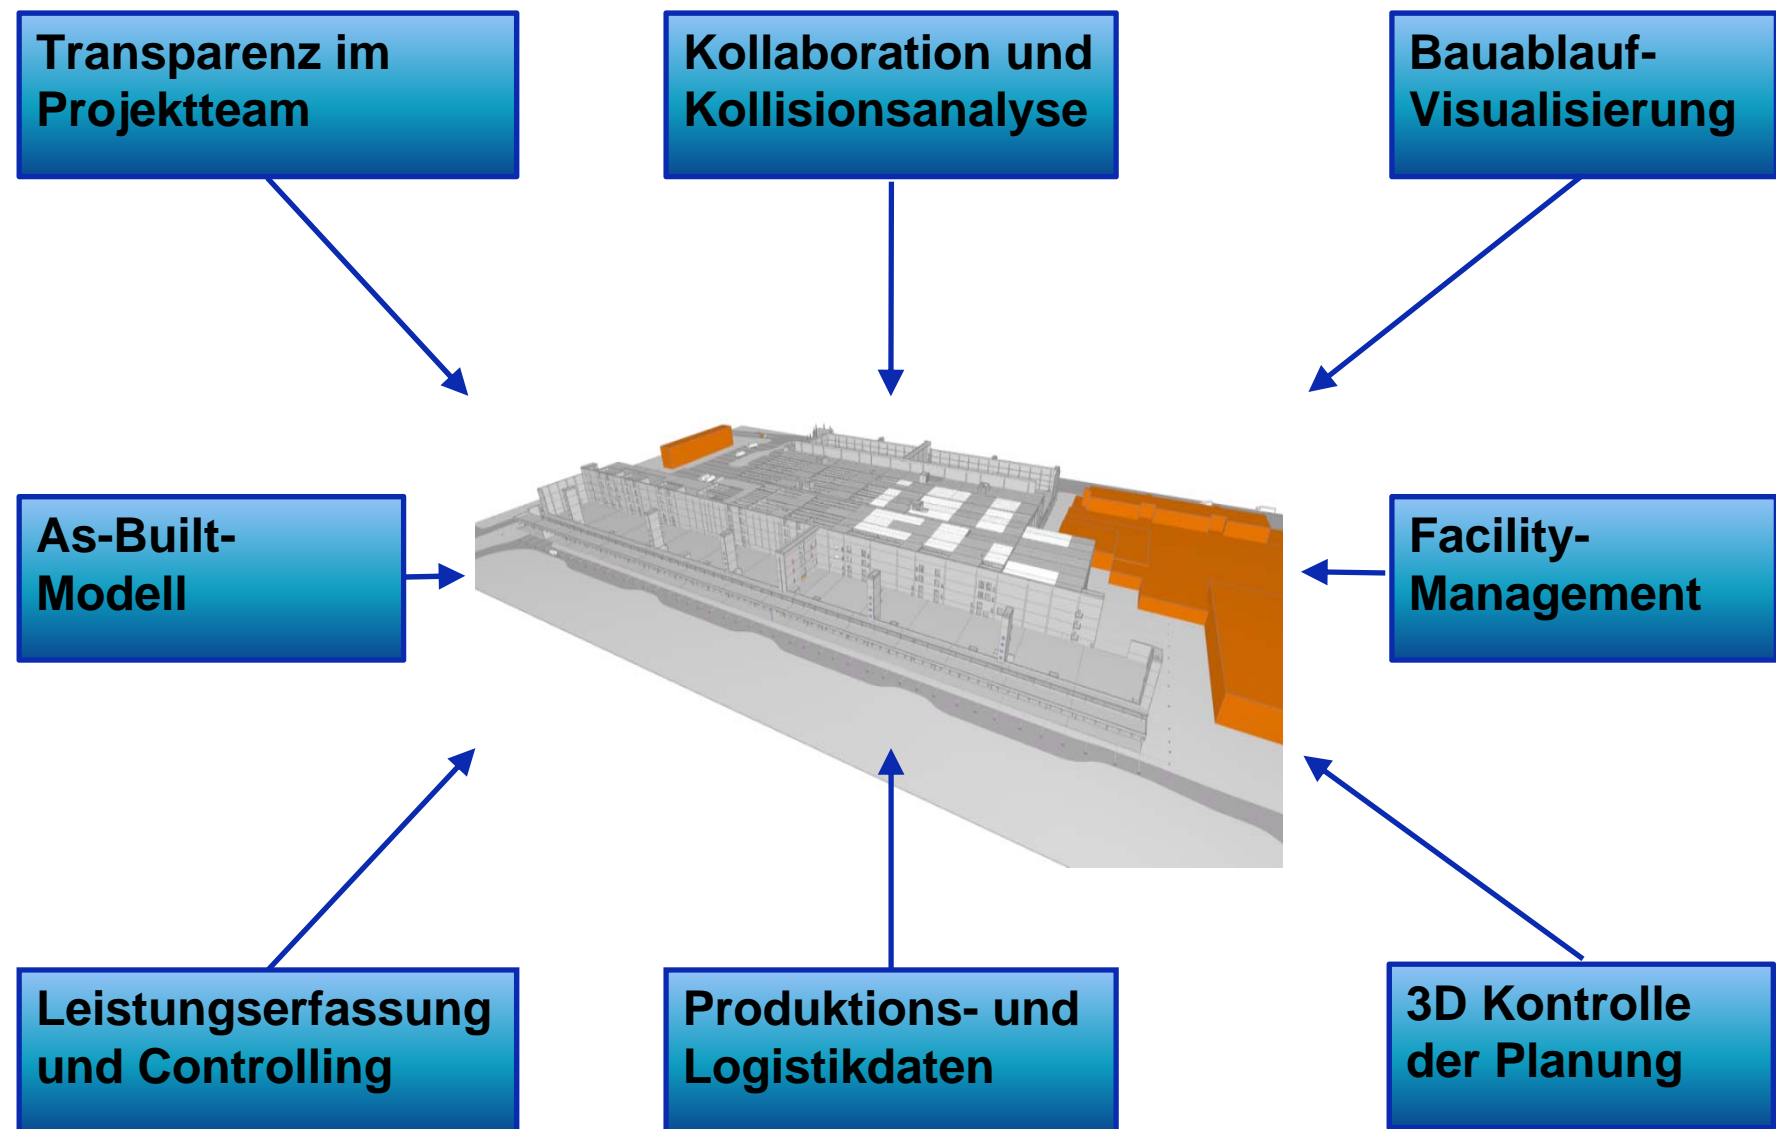 Transparenz im
Projektteam
Kollaboration und
Kollisionsanalyse
Bauablauf-
Visualisierung
As-Built-
Modell
Facility-
Management
Leistungserfassung
und Controlling
Produktions- und
Logistikdaten
3D Kontrolle
der Planung